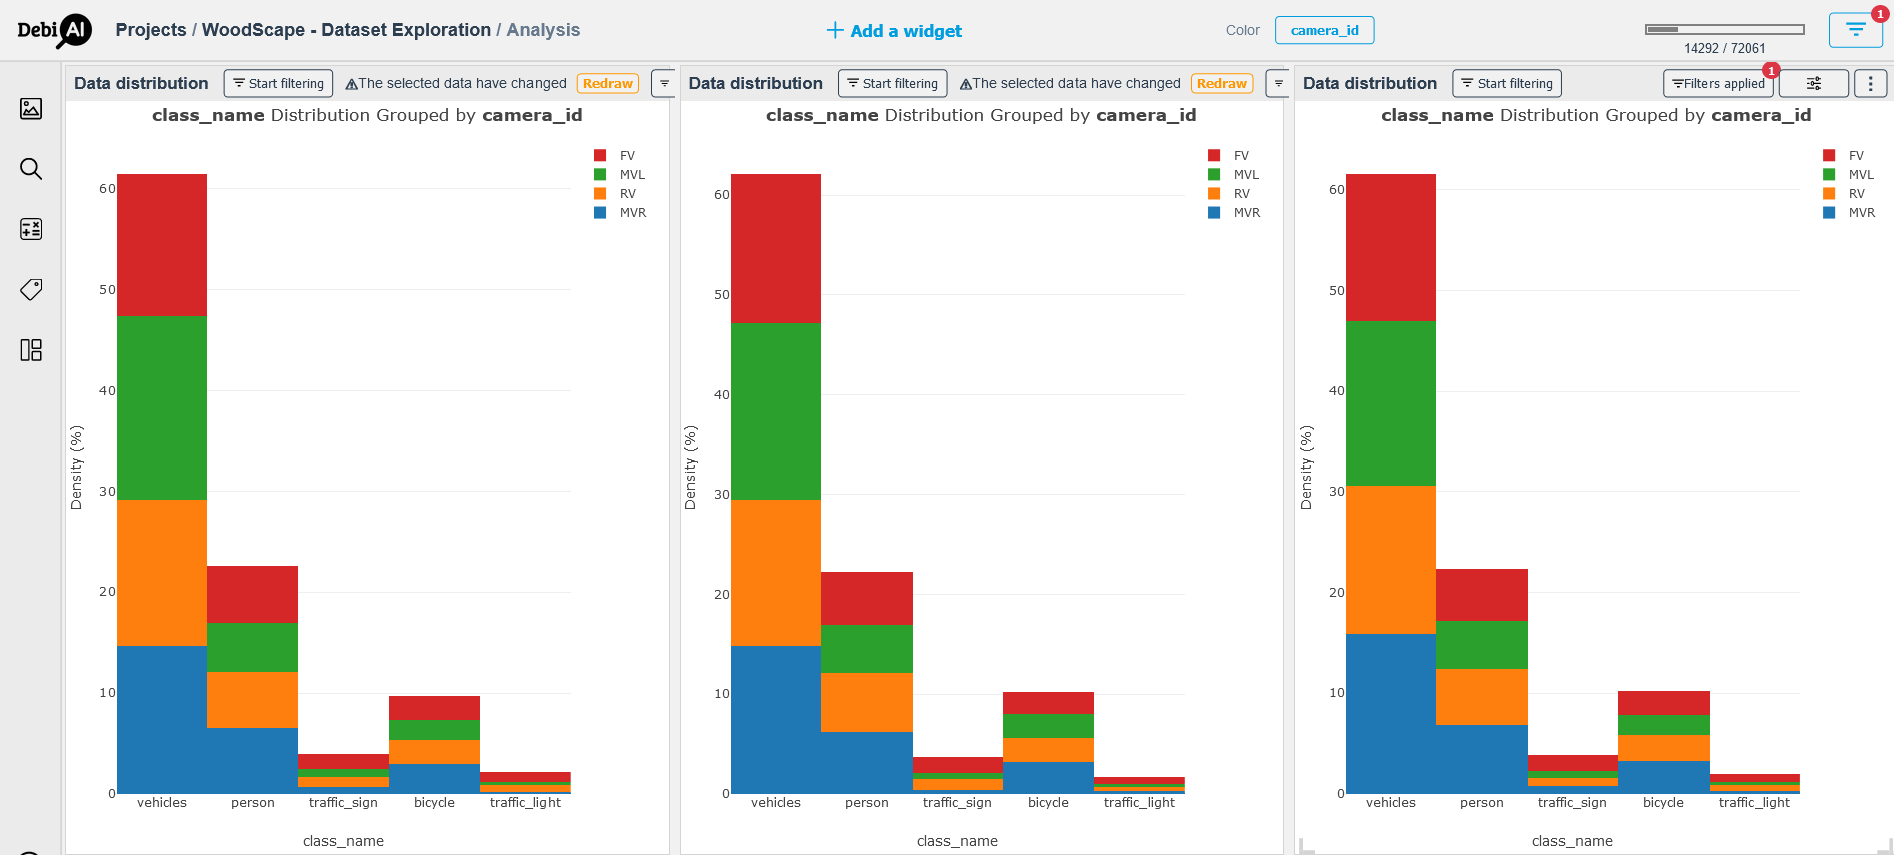 Debi AI Projects / WoodScape - Dataset Exploration / Analysis Add a widget Color camera_id 14292 / 72061 1
Data distribution Start filtering The selected data have changed Redraw
class_name Distribution Grouped by camera_id
FV
MVL
RV
MVR
60
50
40
30
20
10
0
Density (%)
vehicles person traffic_sign bicycle traffic_light
class_name
Data distribution Start filtering The selected data have changed Redraw
class_name Distribution Grouped by camera_id
FV
MVL
RV
MVR
60
50
40
30
20
10
0
Density (%)
vehicles person traffic_sign bicycle traffic_light
class_name
Data distribution Start filtering Filters applied 1
class_name Distribution Grouped by camera_id
FV
MVL
RV
MVR
60
50
40
30
20
10
0
Density (%)
vehicles person traffic_sign bicycle traffic_light
class_name